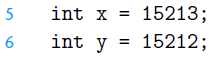 5 int x = 15213;
6 int y = 15212;